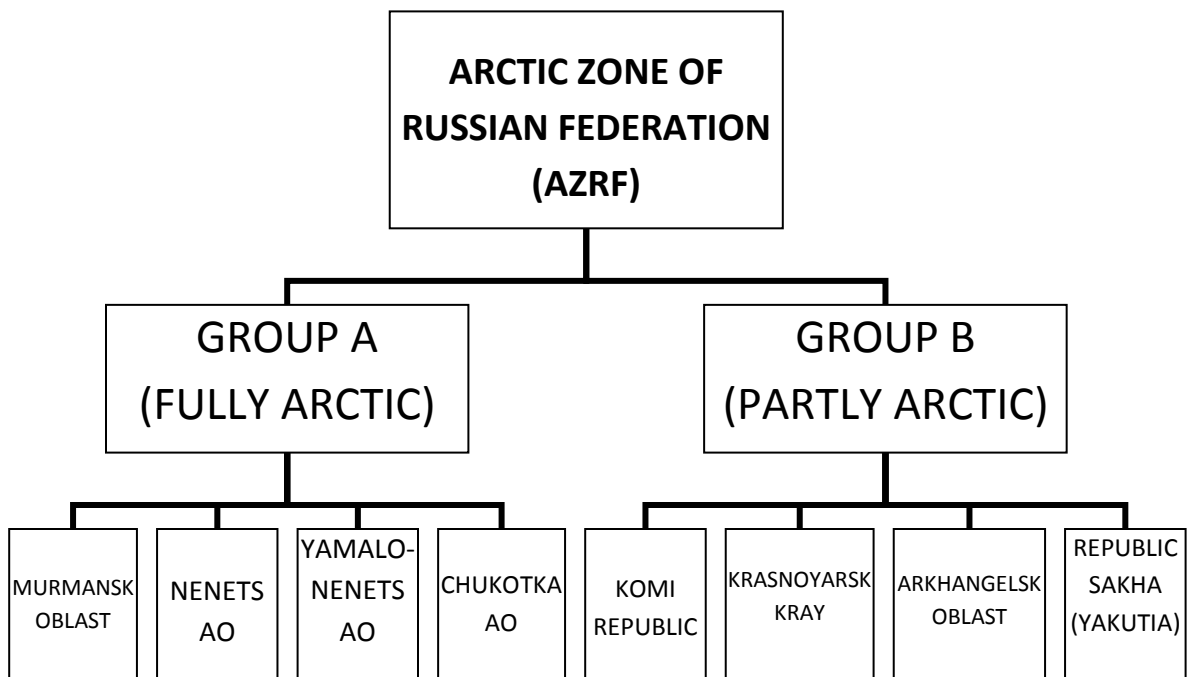 ARCTIC ZONE OF
RUSSIAN FEDERATION
(AZRF)
GROUP A
(FULLY ARCTIC)
GROUP B
(PARTLY ARCTIC)
MURMANSK
OBLAST
NENETS
AO
YAMALO-
NENETS
AO
CHUKOTKA
AO
KOMI
REPUBLIC
KRASNOYARSK
KRAY
ARKHANGELSK
OBLAST
REPUBLIC
SAKHA
(YAKUTIA)